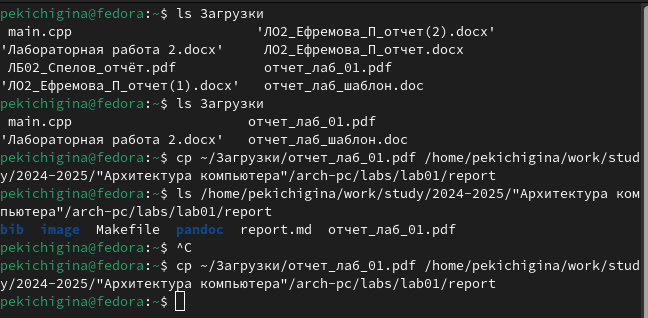 pekichigina@fedora:~$ ls Загрузки
main.cpp 'ЛО2_Ефремова_П_отчет(2).docx'
'Лабораторная работа 2.docx' ЛО2_Ефремова_П_отчет.docx
ЛБ02_Спелов_отчёт.pdf отчет_лаб_01.pdf
'ЛО2_Ефремова_П_отчет(1).docx' отчет_лаб_шаблон.doc
pekichigina@fedora:~$ ls Загрузки
main.cpp отчет_лаб_01.pdf
'Лабораторная работа 2.docx' отчет_лаб_шаблон.doc
pekichigina@fedora:~$ cp ~/Загрузки/отчет_лаб_01.pdf /home/pekichigina/work/stud
y/2024-2025/"Архитектура компьютера"/arch-pc/labs/lab01/report
pekichigina@fedora:~$ ls /home/pekichigina/work/study/2024-2025/"Архитектура ком
пьютера"/arch-pc/labs/lab01/report
bib image Makefile pandoc report.md отчет_лаб_01.pdf
pekichigina@fedora:~$ ^C
pekichigina@fedora:~$ cp ~/Загрузки/отчет_лаб_01.pdf /home/pekichigina/work/stud
y/2024-2025/"Архитектура компьютера"/arch-pc/labs/lab01/report
pekichigina@fedora:~$